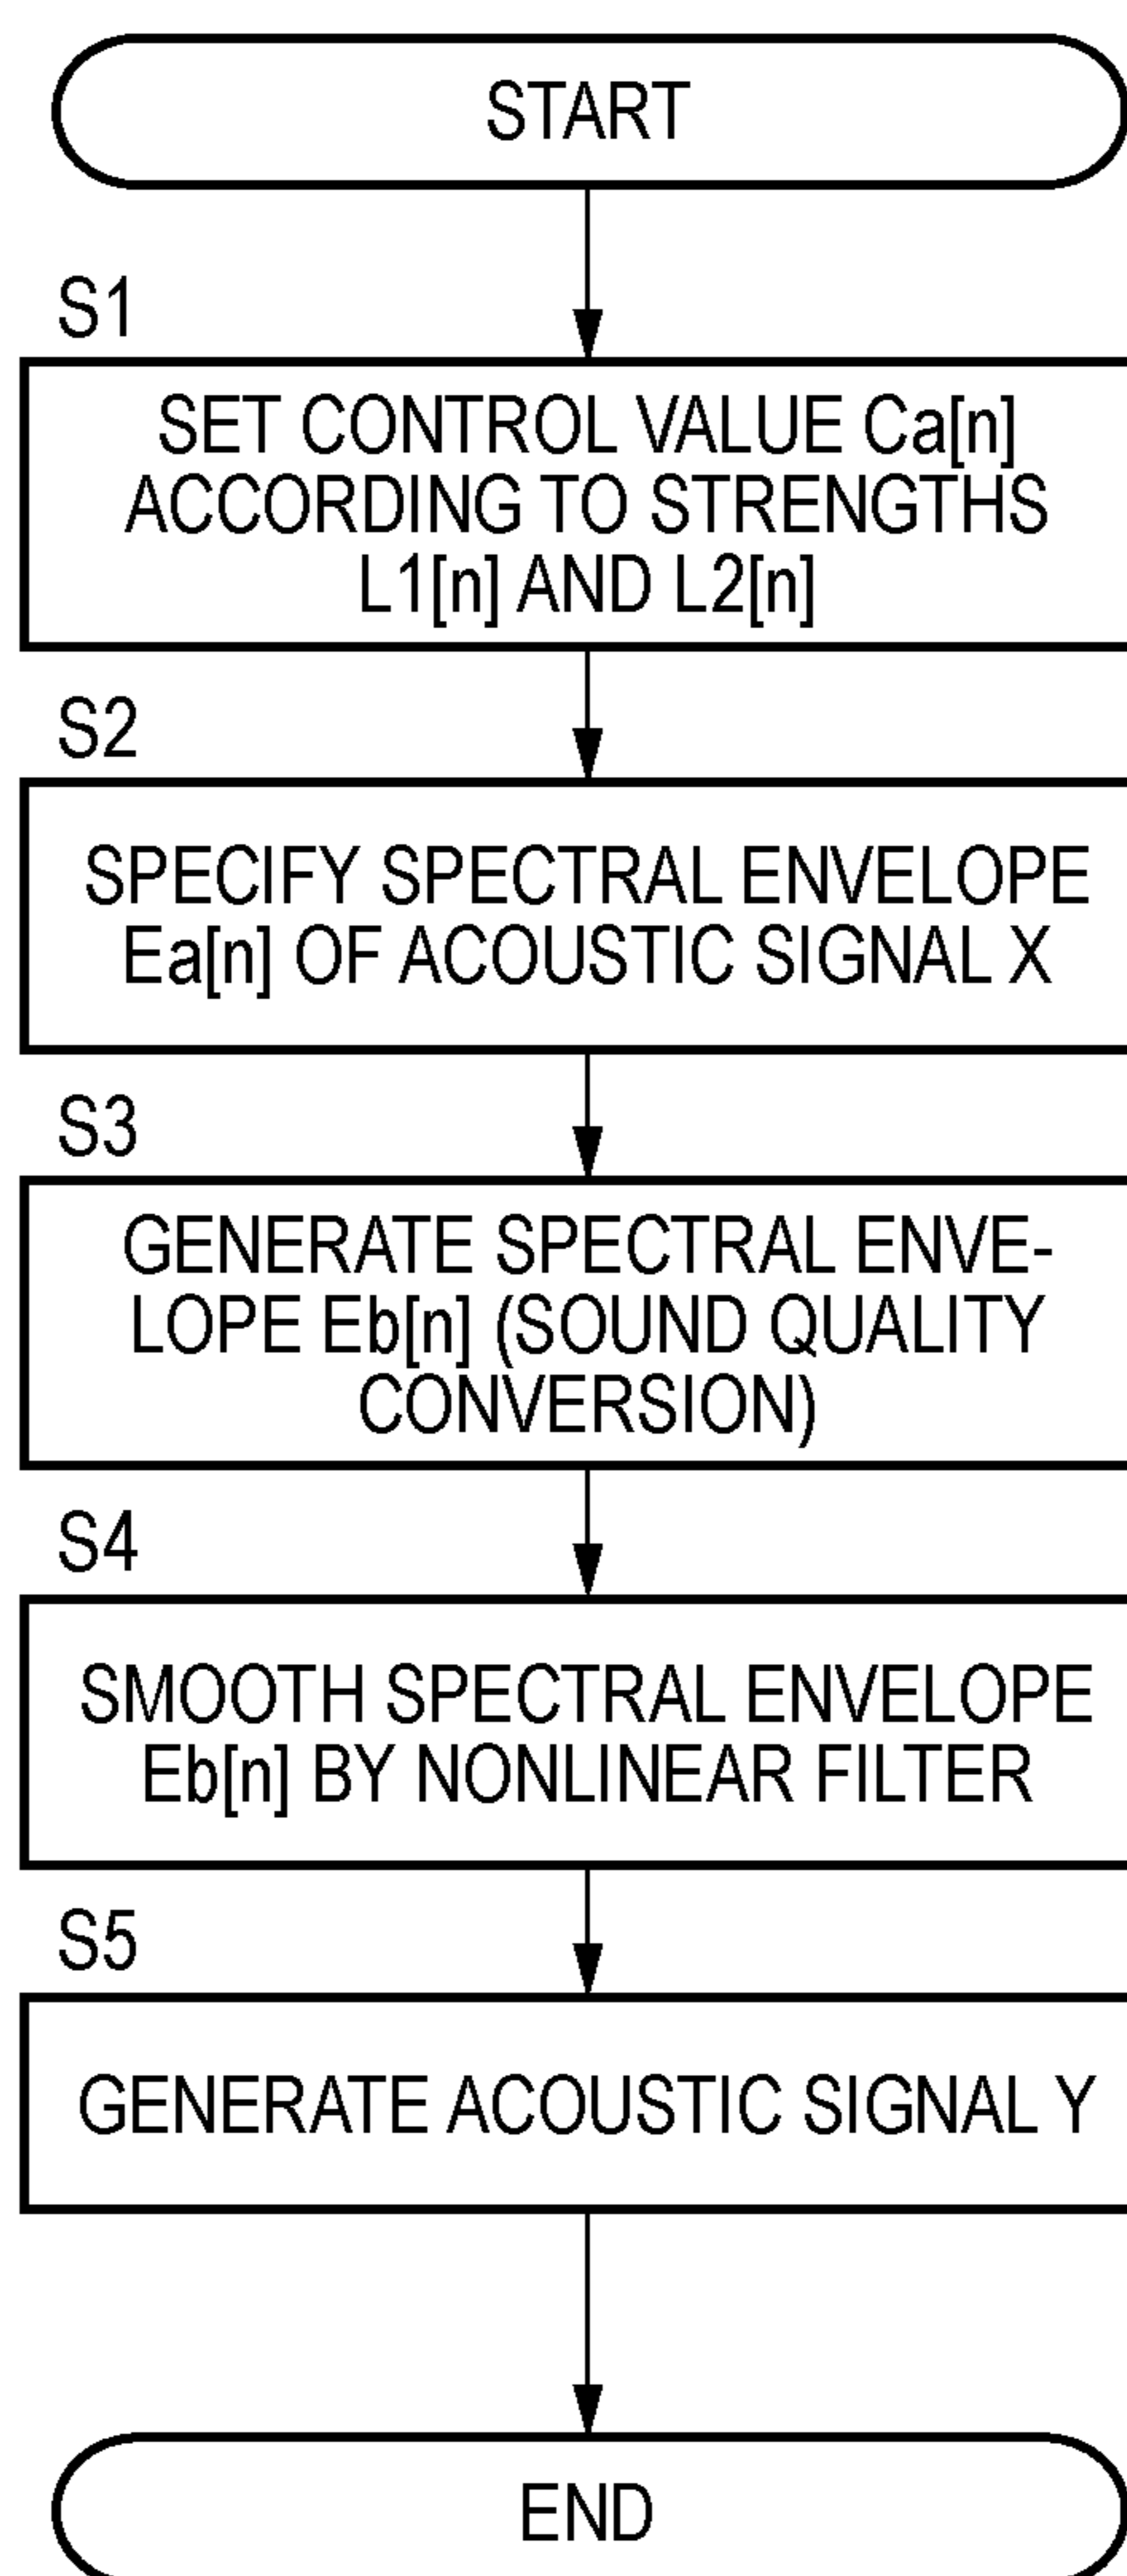 START
S1
SET CONTROL VALUE Ca[n]
ACCORDING TO STRENGTHS
L1[n] AND L2[n]
S2
SPECIFY SPECTRAL ENVELOPE
Ea[n] OF ACOUSTIC SIGNAL X
S3
GENERATE SPECTRAL ENVE-
LOPE Eb[n] (SOUND QUALITY
CONVERSION)
S4
SMOOTH SPECTRAL ENVELOPE
Eb[n] BY NONLINEAR FILTER
S5
GENERATE ACOUSTIC SIGNAL Y
END